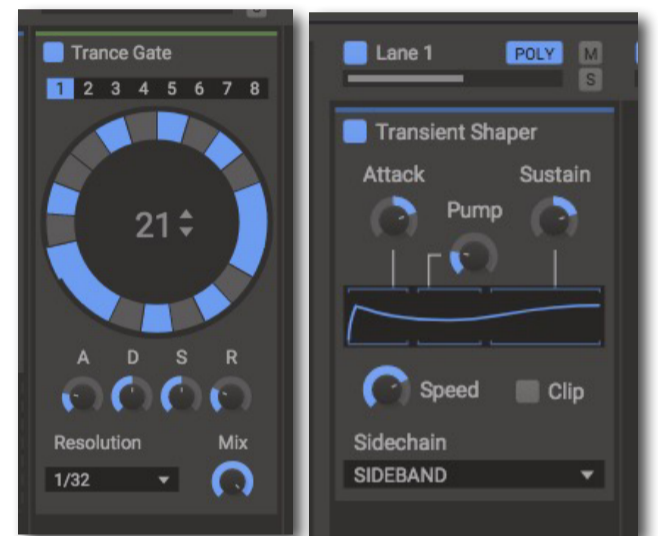 S
Trance Gate
1 2 3 4 5 6 7 8
21
A D S R
Resolution Mix
1/32
Lane 1 POLY M
S
Transient Shaper
Attack Sustain
Pump
Speed Clip
Sidechain
SIDEBAND